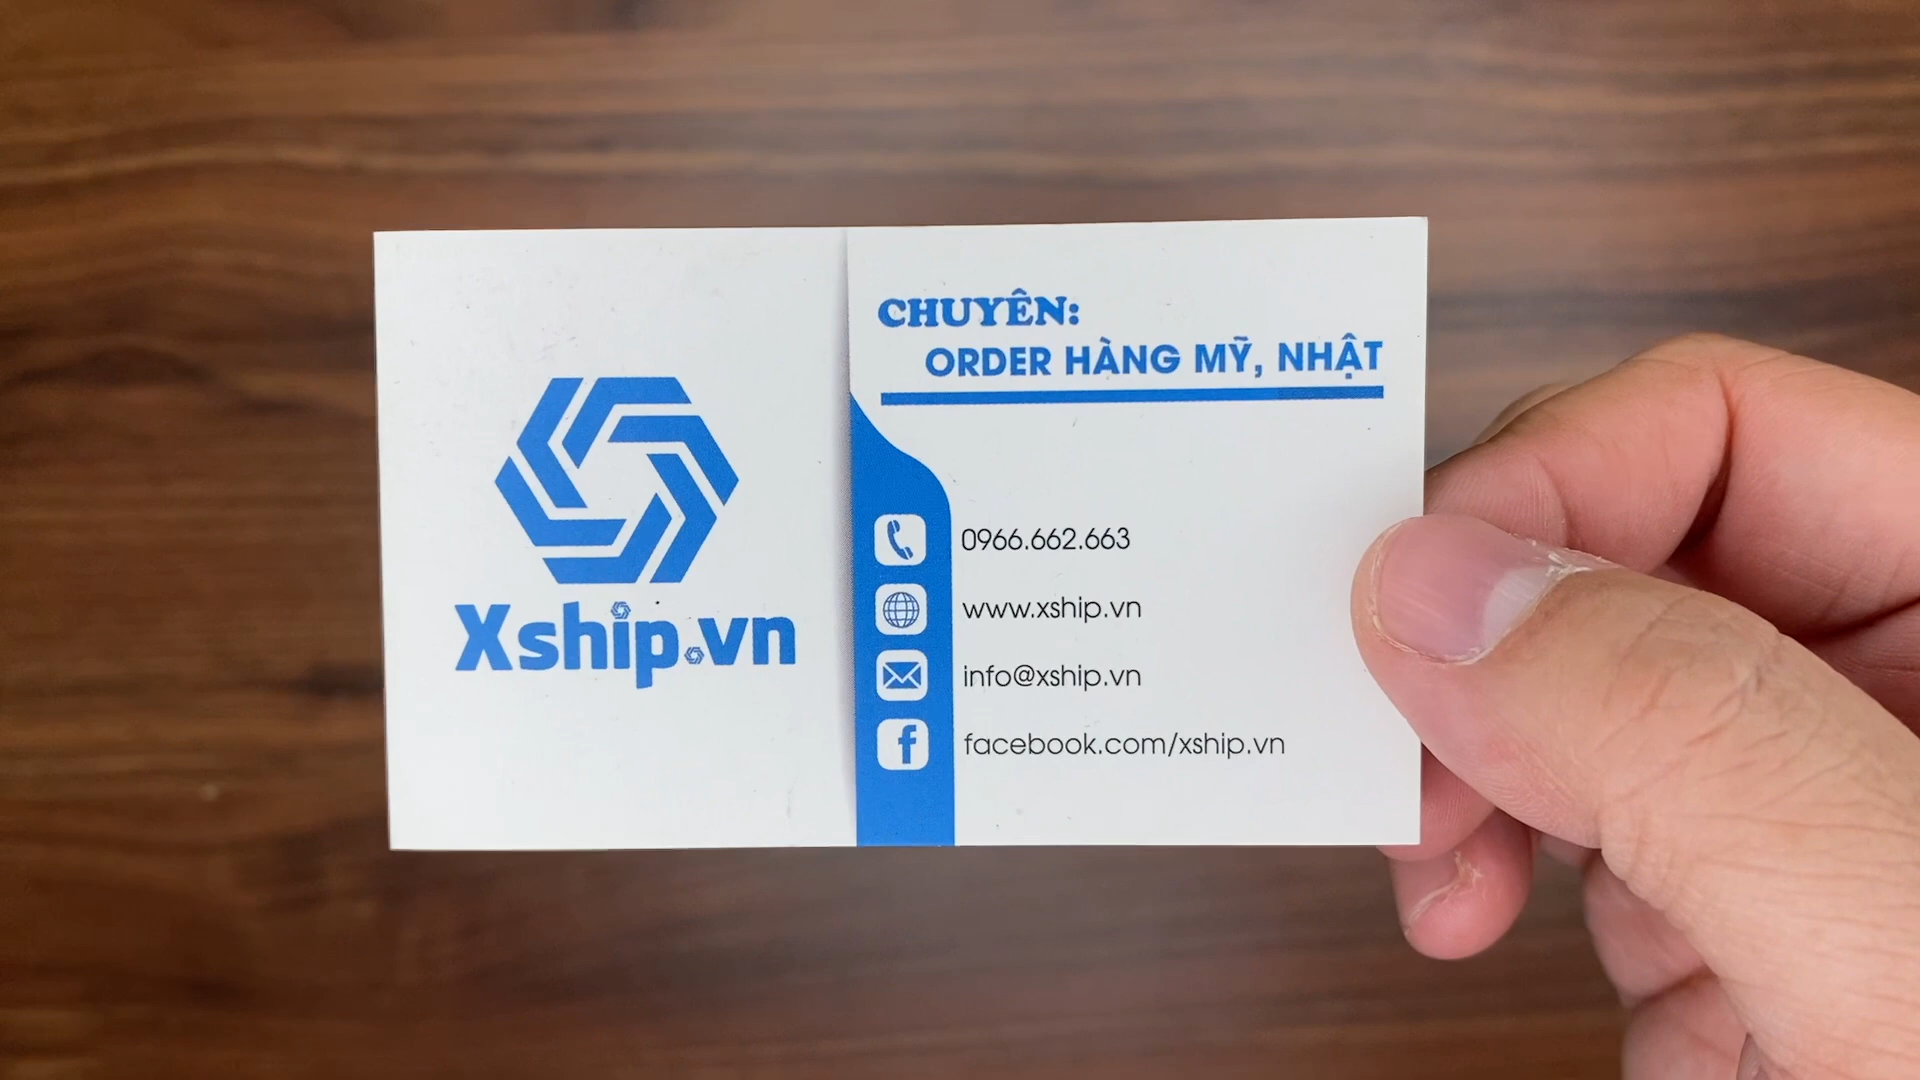 Xship.vn
CHUYÊN:
ORDER HÀNG MỸ, NHẬT
0966.662.663
www.xship.vn
info@xship.vn
facebook.com/xship.vn